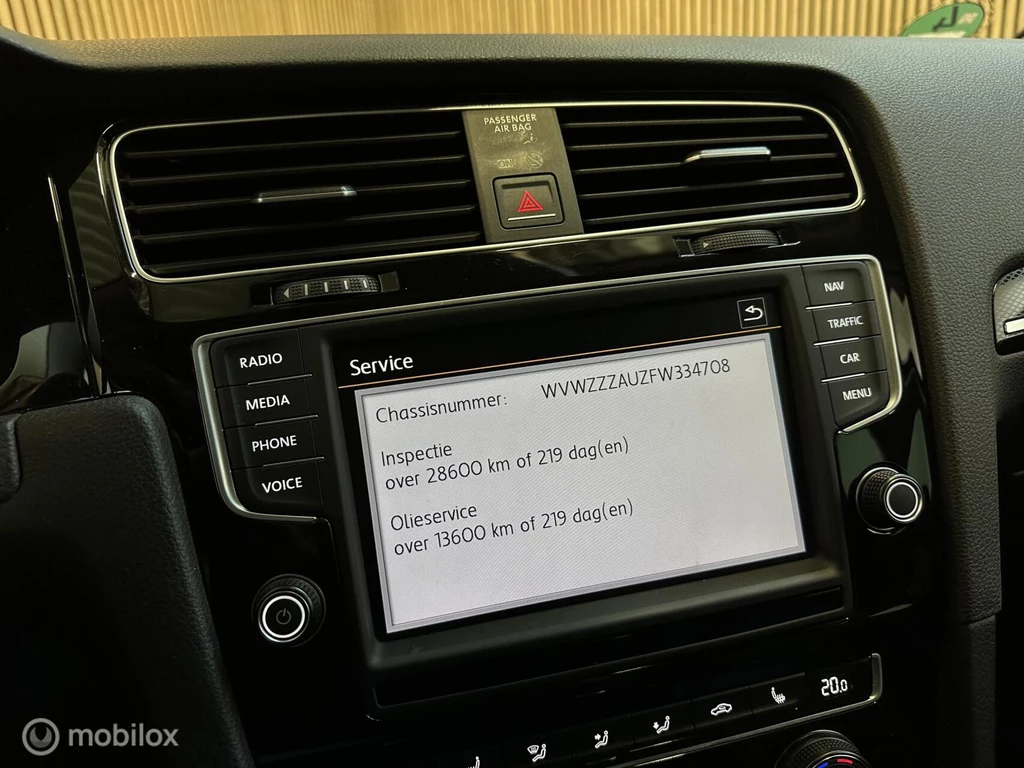 PASSENGER
AIR BAG
ON
RADIO
MEDIA
PHONE
VOICE
Service
Chassisnummer: WVWZZZAUZFW334708
Inspectie
over 28600 km of 219 dag(en)
Olieservice
over 13600 km of 219 dag(en)
NAV
TRAFFIC
CAR
MENU
20.0
mobilox